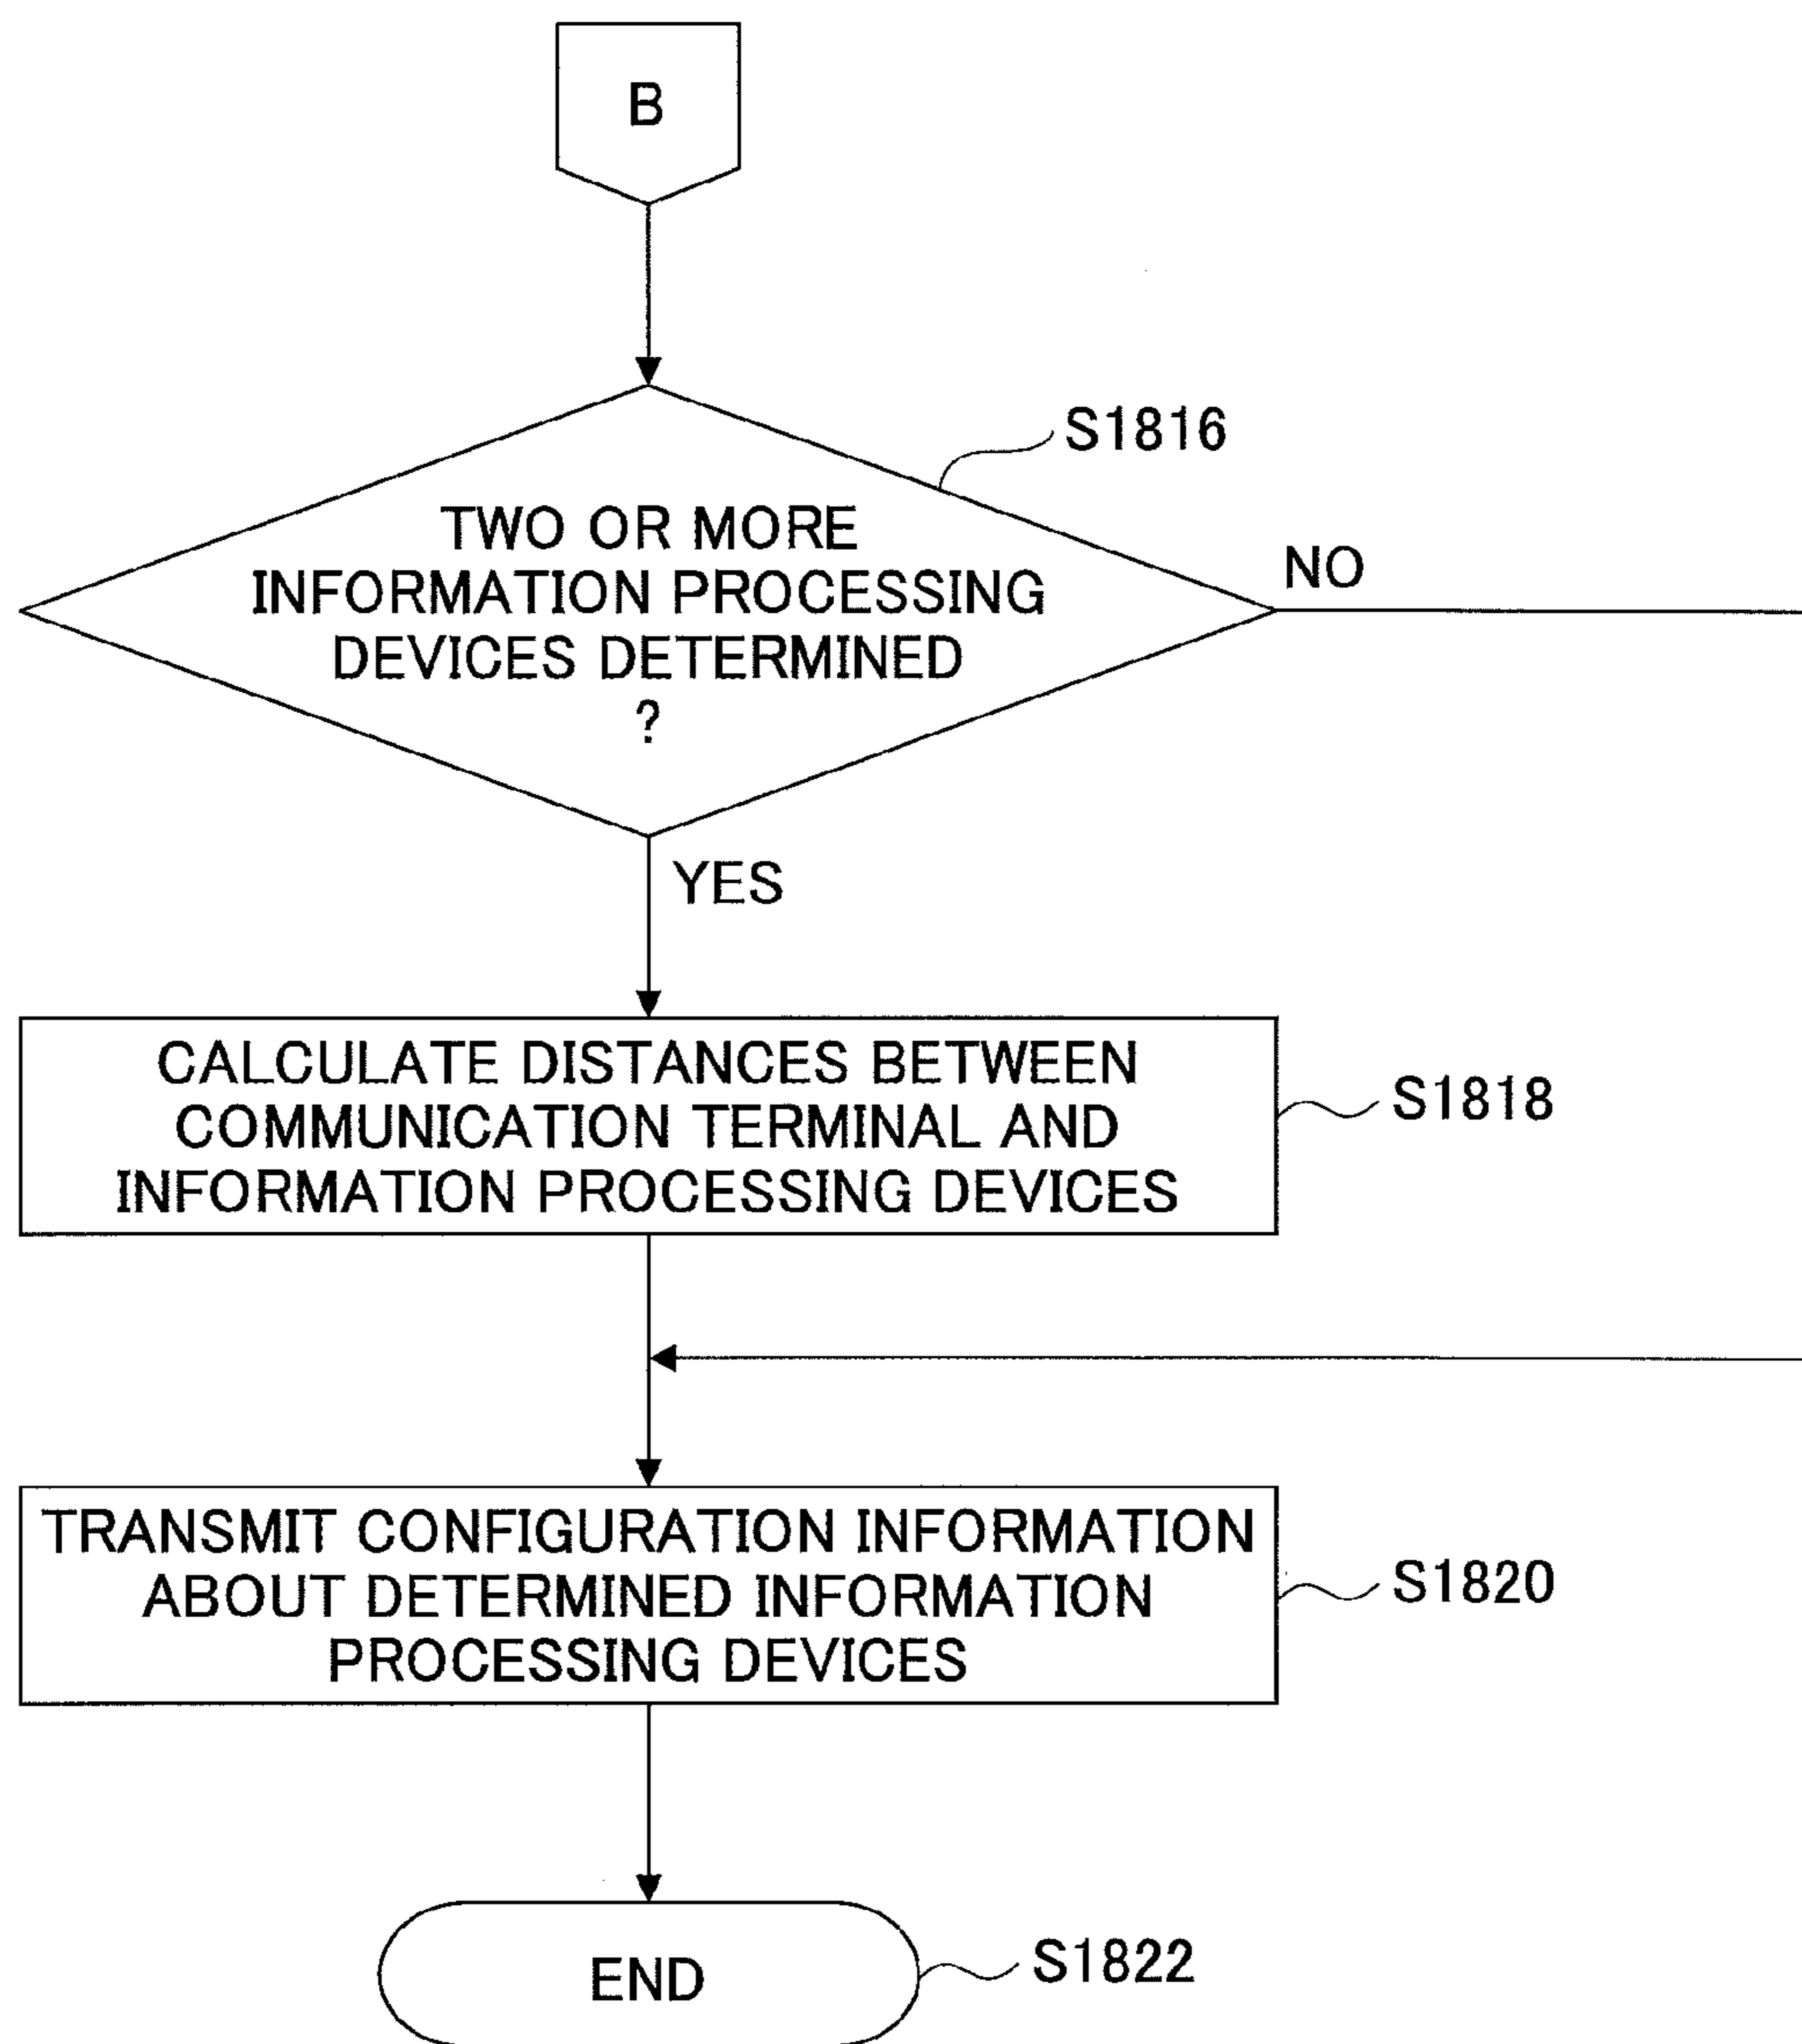 B
S1816
TWO OR MORE
INFORMATION PROCESSING
DEVICES DETERMINED
?
NO
YES
CALCULATE DISTANCES BETWEEN
COMMUNICATION TERMINAL AND
INFORMATION PROCESSING DEVICES
S1818
TRANSMIT CONFIGURATION INFORMATION
ABOUT DETERMINED INFORMATION
PROCESSING DEVICES
S1820
END
S1822